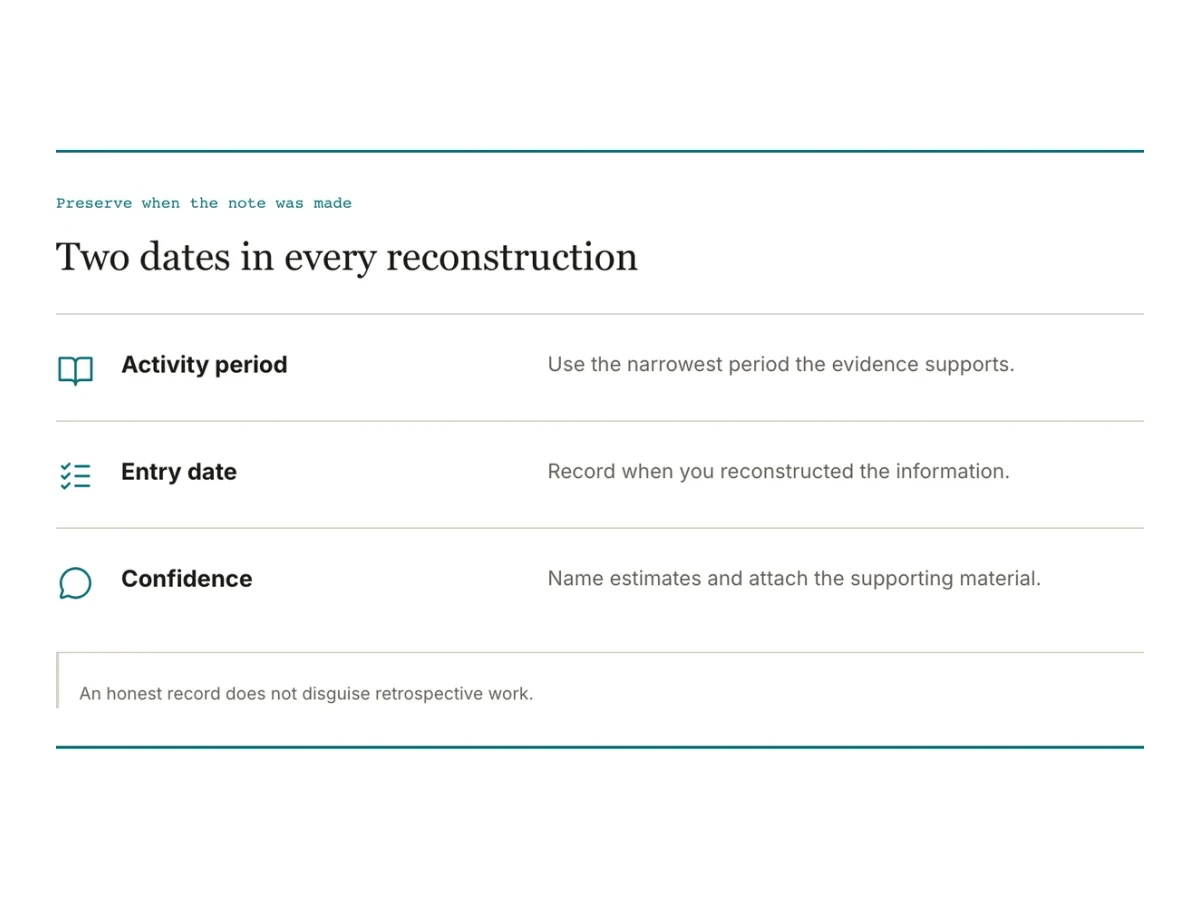 Preserve when the note was made
Two dates in every reconstruction
Activity period
Use the narrowest period the evidence supports.
Entry date
Record when you reconstructed the information.
Confidence
Name estimates and attach the supporting material.
An honest record does not disguise retrospective work.